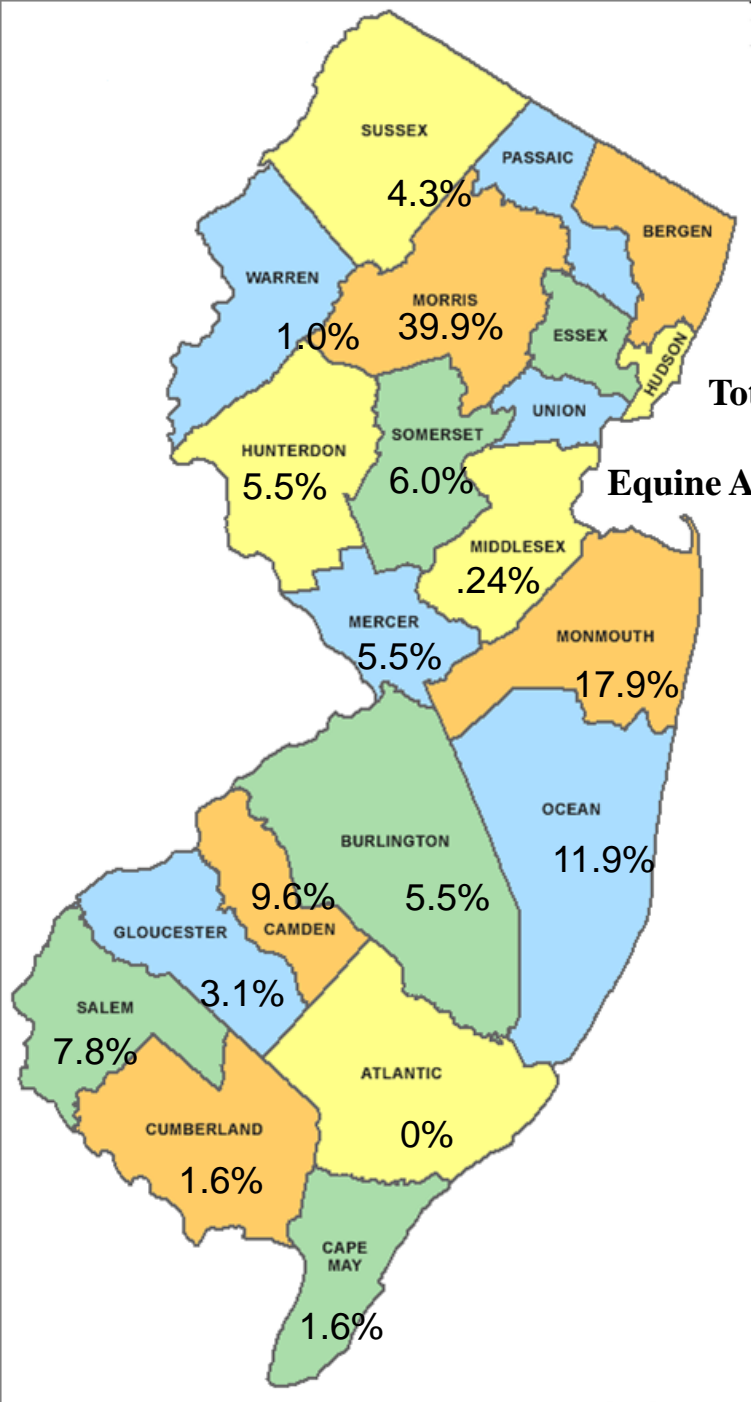 SUSSEX
4.3%
PASSAIC
BERGEN
WARREN
1.0%
MORRIS
39.9%
ESSEX
HUDSON
Tot
UNION
HUNTERDON
5.5%
SOMERSET
6.0%
Equine A
MIDDLESEX
.24%
MERCER
5.5%
MONMOUTH
17.9%
OCEAN
11.9%
BURLINGTON
5.5%
9.6%
CAMDEN
GLOUCESTER
3.1%
SALEM
7.8%
ATLANTIC
0%
CUMBERLAND
1.6%
CAPE
MAY
1.6%